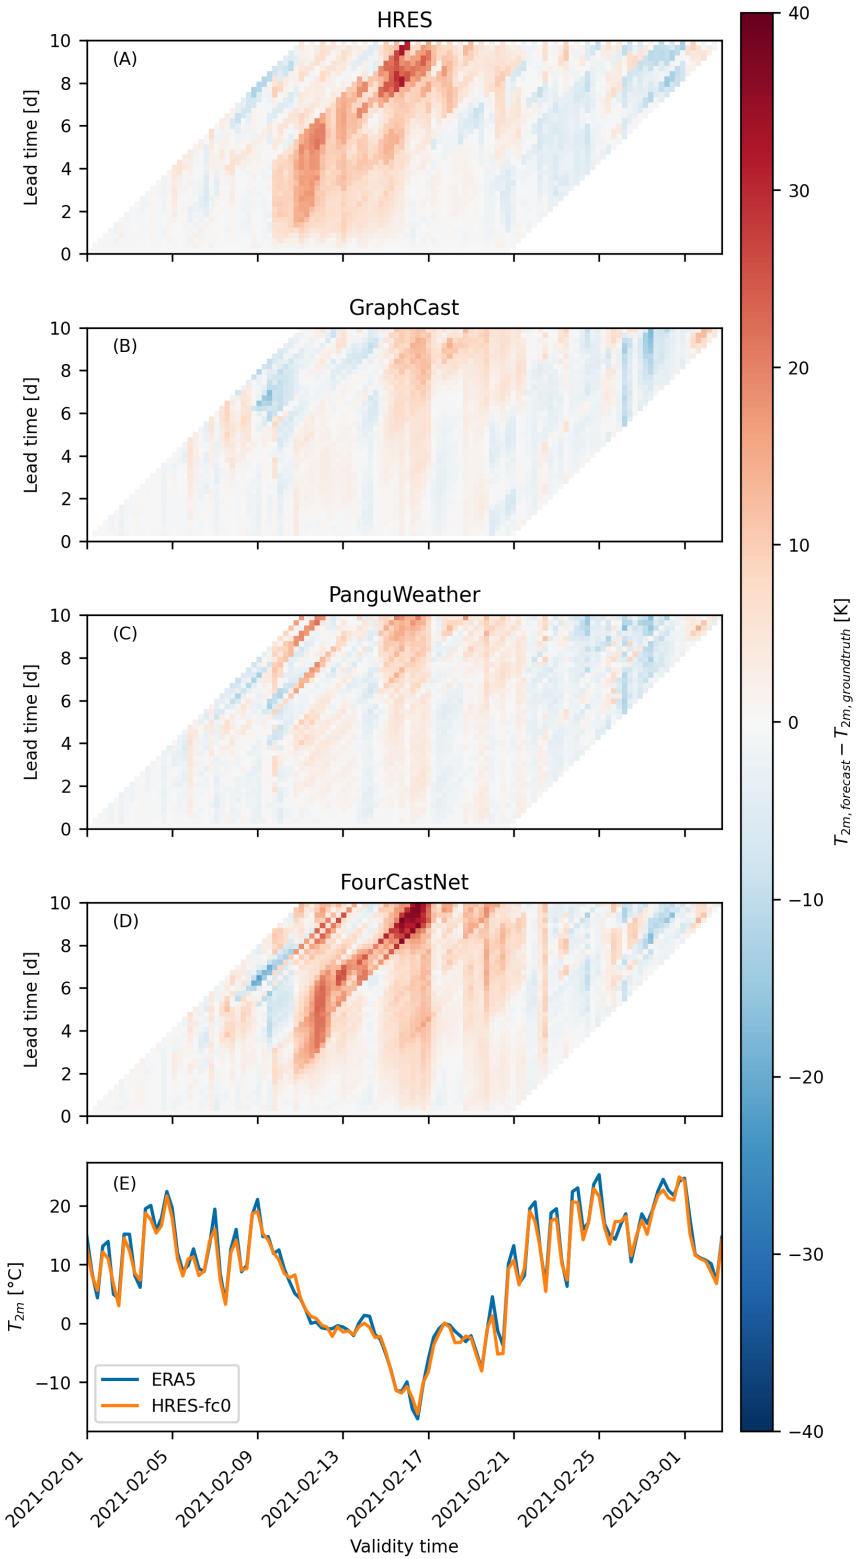 HRES
(A)
Lead time [d]
10
8
6
4
2
0
GraphCast
(B)
Lead time [d]
10
8
6
4
2
0
PanguWeather
(C)
Lead time [d]
10
8
6
4
2
0
FourCastNet
(D)
Lead time [d]
10
8
6
4
2
0
(E)
T2m [°C]
20
10
0
−10
ERA5
HRES-fc0
2021-02-01
2021-02-05
2021-02-09
2021-02-13
2021-02-17
2021-02-21
2021-02-25
2021-03-01
Validity time
40
30
20
10
0
−10
−20
−30
−40
T2m, forecast − T2m, groundtruth [K]